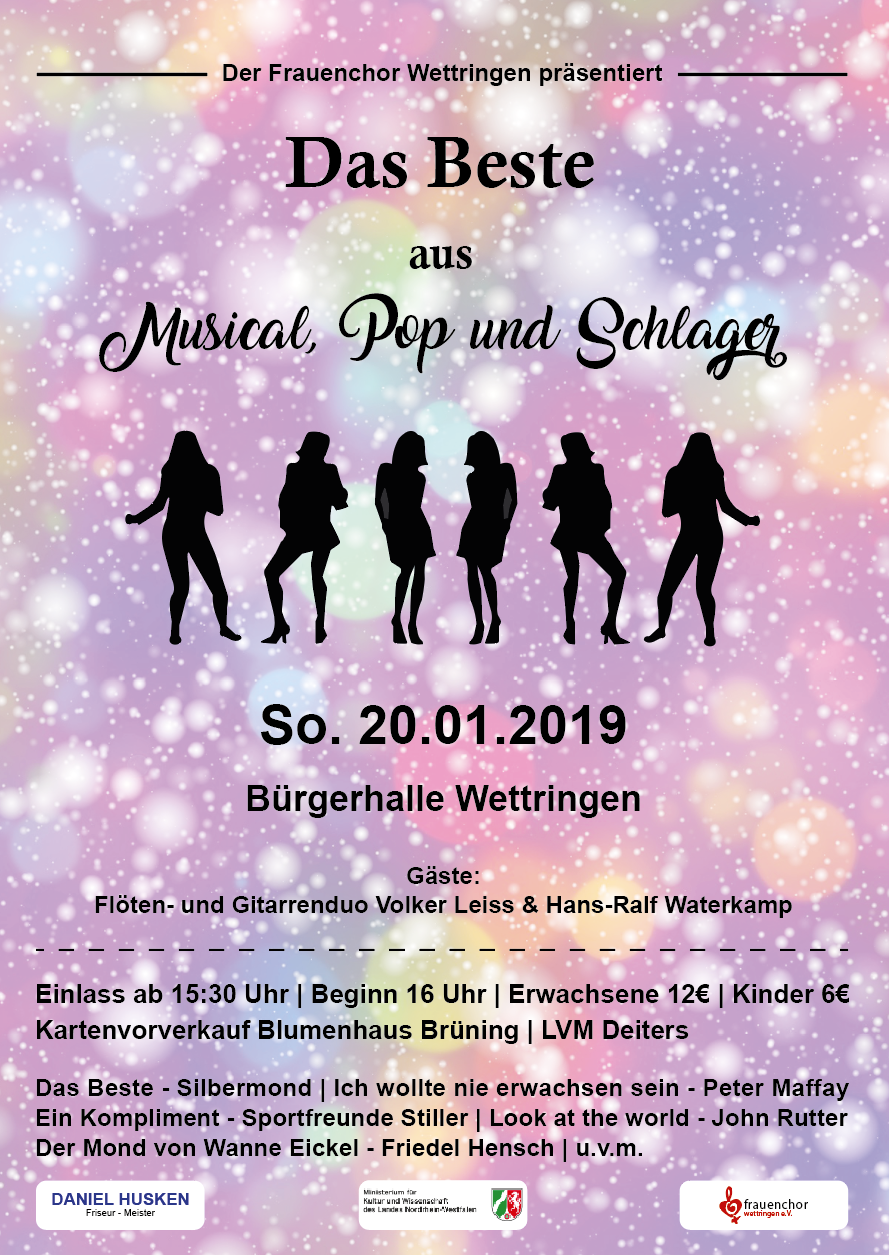 Der Frauenchor Wettringen präsentiert
Das Beste
aus
Musical, Pop und Schlager
So. 20.01.2019
Bürgerhalle Wettringen
Gäste:
Flöten- und Gitarrenduo Volker Leiss & Hans-Ralf Waterkamp
Einlass ab 15:30 Uhr | Beginn 16 Uhr | Erwachsene 12€ | Kinder 6€
Kartenvorverkauf Blumenhaus Brüning | LVM Deiters
Das Beste - Silbermond | Ich wollte nie erwachsen sein - Peter Maffay
Ein Kompliment - Sportfreunde Stiller | Look at the world - John Rutter
Der Mond von Wanne Eickel - Friedel Hensch | u.v.m.
DANIEL HUSKEN
Friseur - Meister
Ministerium für
Kultur und Wissenschaft
des Landes Nordrhein-Westfalen
frauenchor
wettringen e.V.